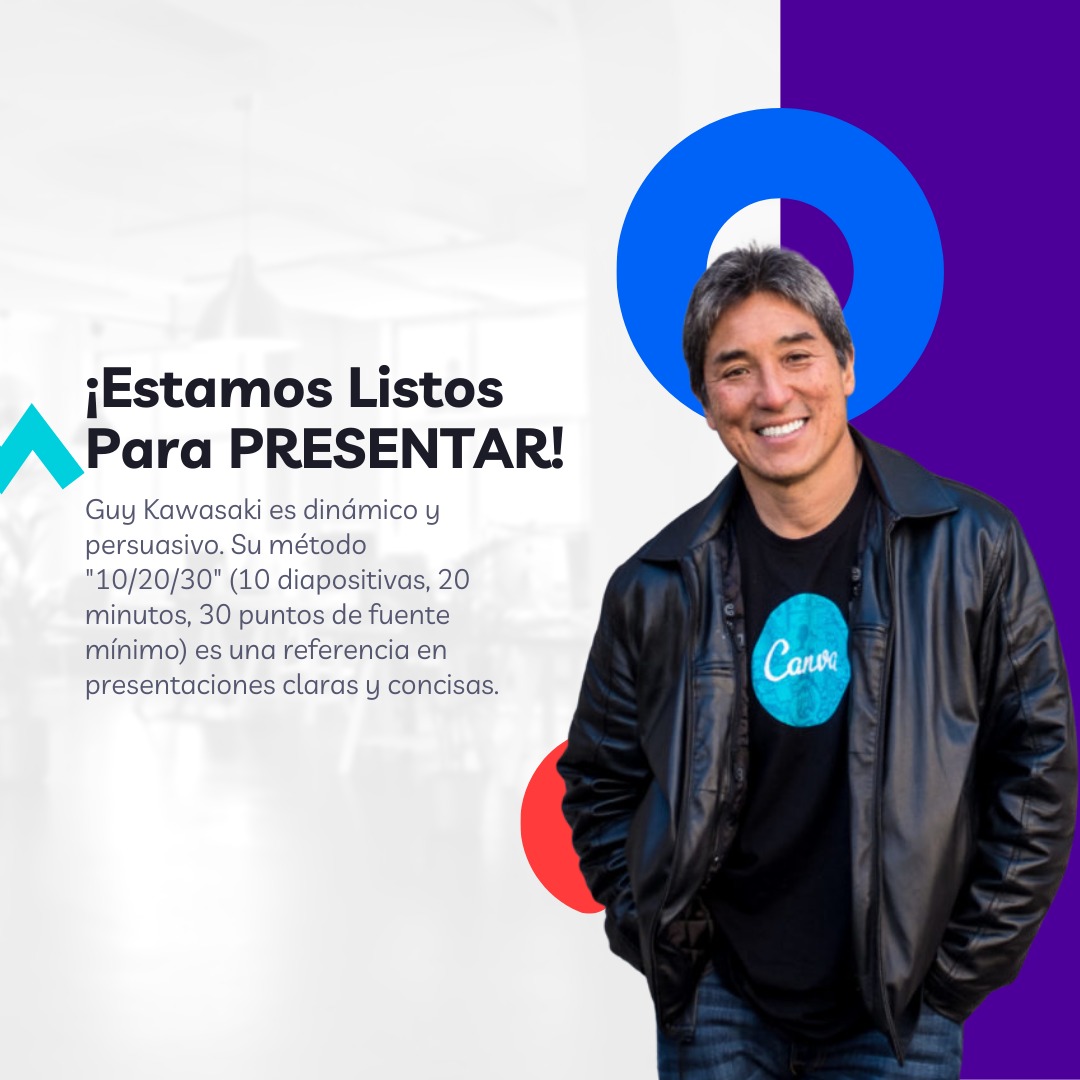 ¡Estamos Listos
Para PRESENTAR!
Guy Kawasaki es dinámico y
persuasivo. Su método
"10/20/30" (10 diapositivas, 20
minutos, 30 puntos de fuente
mínimo) es una referencia en
presentaciones claras y concisas.
Canva